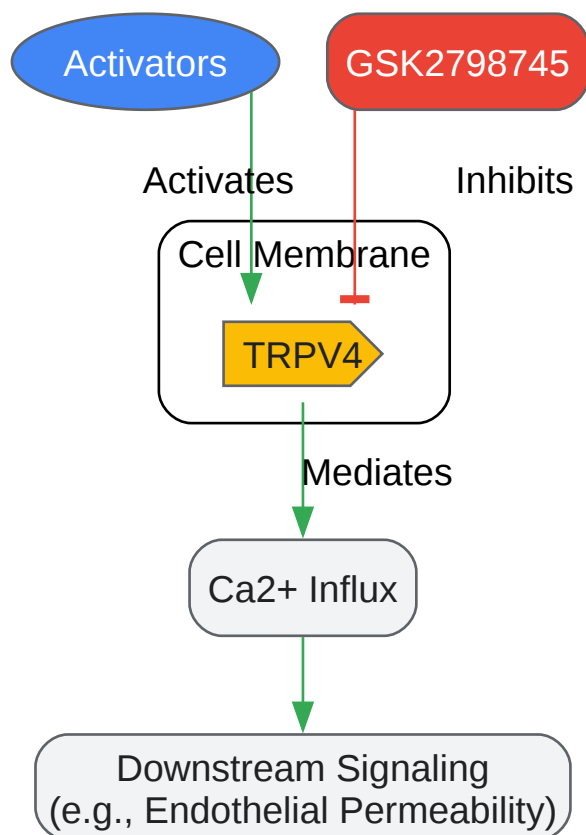 Activators
GSK2798745
Activates
Inhibits
Cell Membrane
TRPV4
Mediates
Ca2+ Influx
Downstream Signaling
(e.g., Endothelial Permeability)